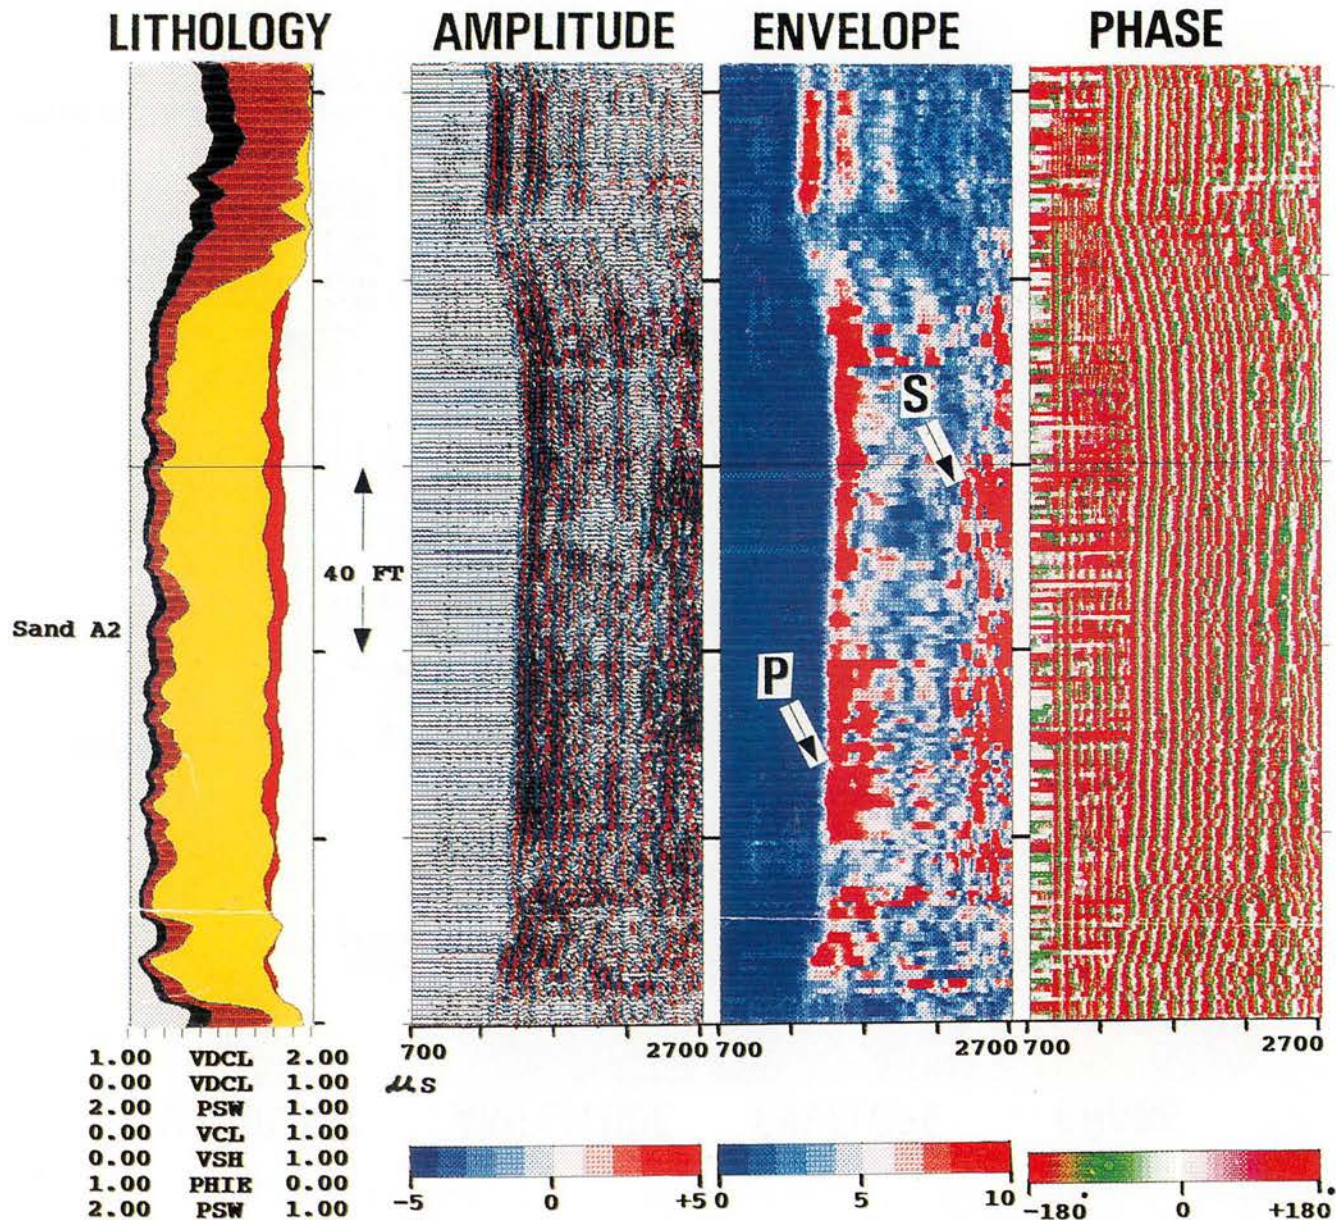 LITHOLOGY AMPLITUDE ENVELOPE PHASE
S
40 FT
Sand A2
P
700 2700 700 2700 700 2700
μs
1.00 VDCL 2.00
0.00 VDCL 1.00
2.00 PSW 1.00
0.00 VCL 1.00
0.00 VSH 1.00
1.00 PHIE 0.00
2.00 PSW 1.00
-5 0 +5 0 5 10 -180° 0 +180°